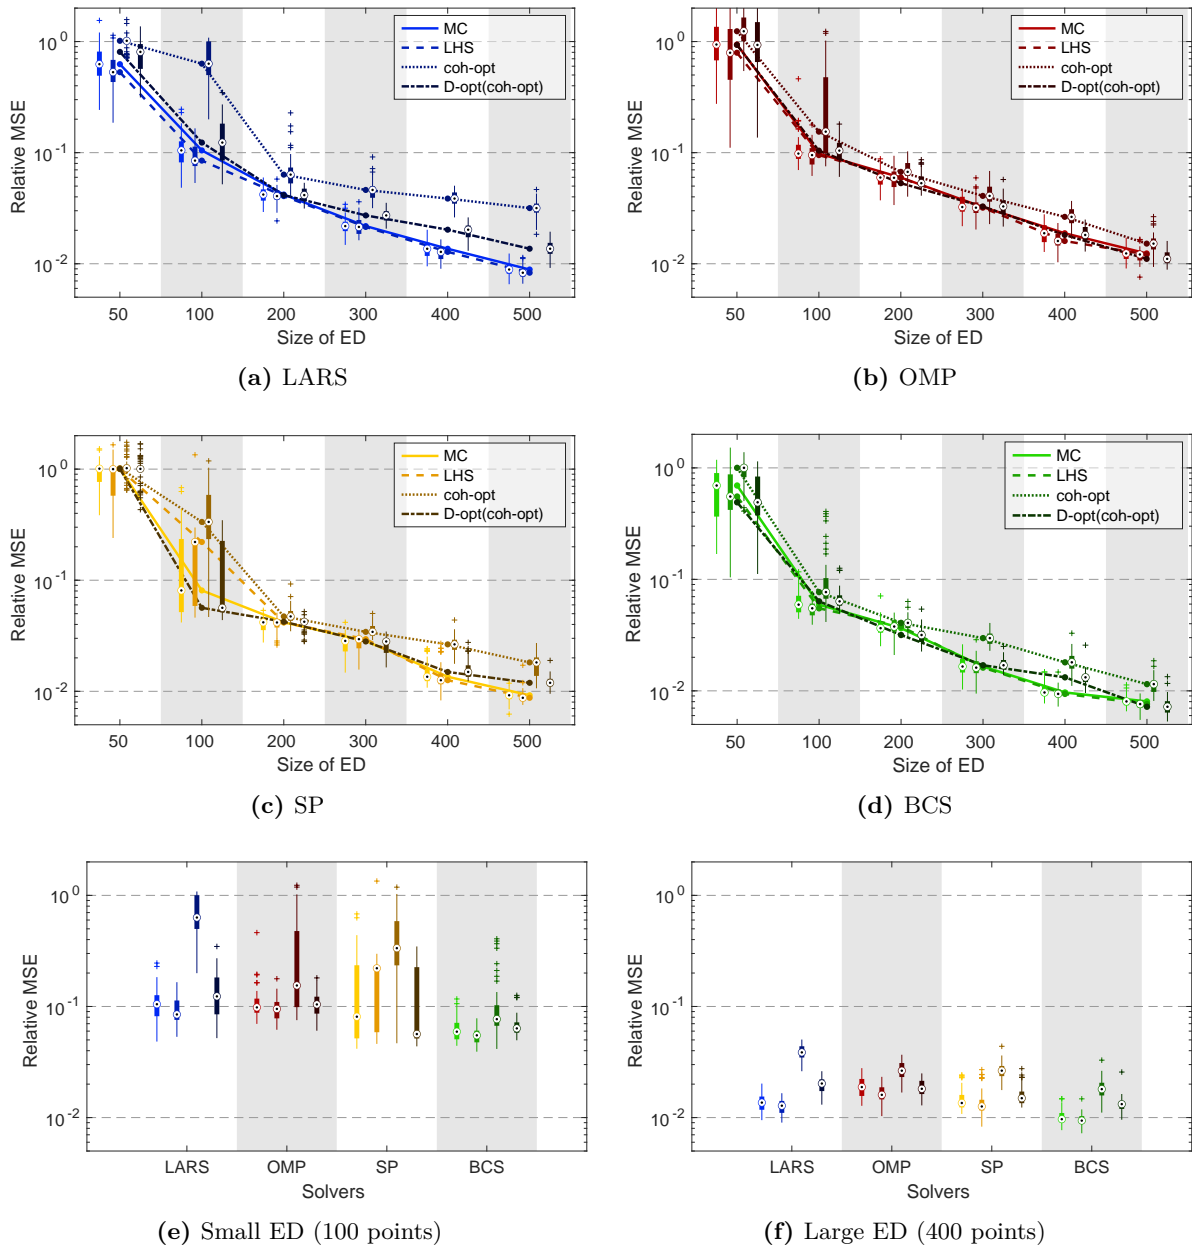 10^0
10^-1
10^-2
Relative MSE
MC
LHS
coh-opt
D-opt(coh-opt)
50 100 200 300 400 500
Size of ED
(a) LARS
10^0
10^-1
10^-2
Relative MSE
MC
LHS
coh-opt
D-opt(coh-opt)
50 100 200 300 400 500
Size of ED
(b) OMP
10^0
10^-1
10^-2
Relative MSE
MC
LHS
coh-opt
D-opt(coh-opt)
50 100 200 300 400 500
Size of ED
(c) SP
10^0
10^-1
10^-2
Relative MSE
MC
LHS
coh-opt
D-opt(coh-opt)
50 100 200 300 400 500
Size of ED
(d) BCS
10^0
10^-1
10^-2
Relative MSE
LARS OMP SP BCS
Solvers
(e) Small ED (100 points)
10^0
10^-1
10^-2
Relative MSE
LARS OMP SP BCS
Solvers
(f) Large ED (400 points)